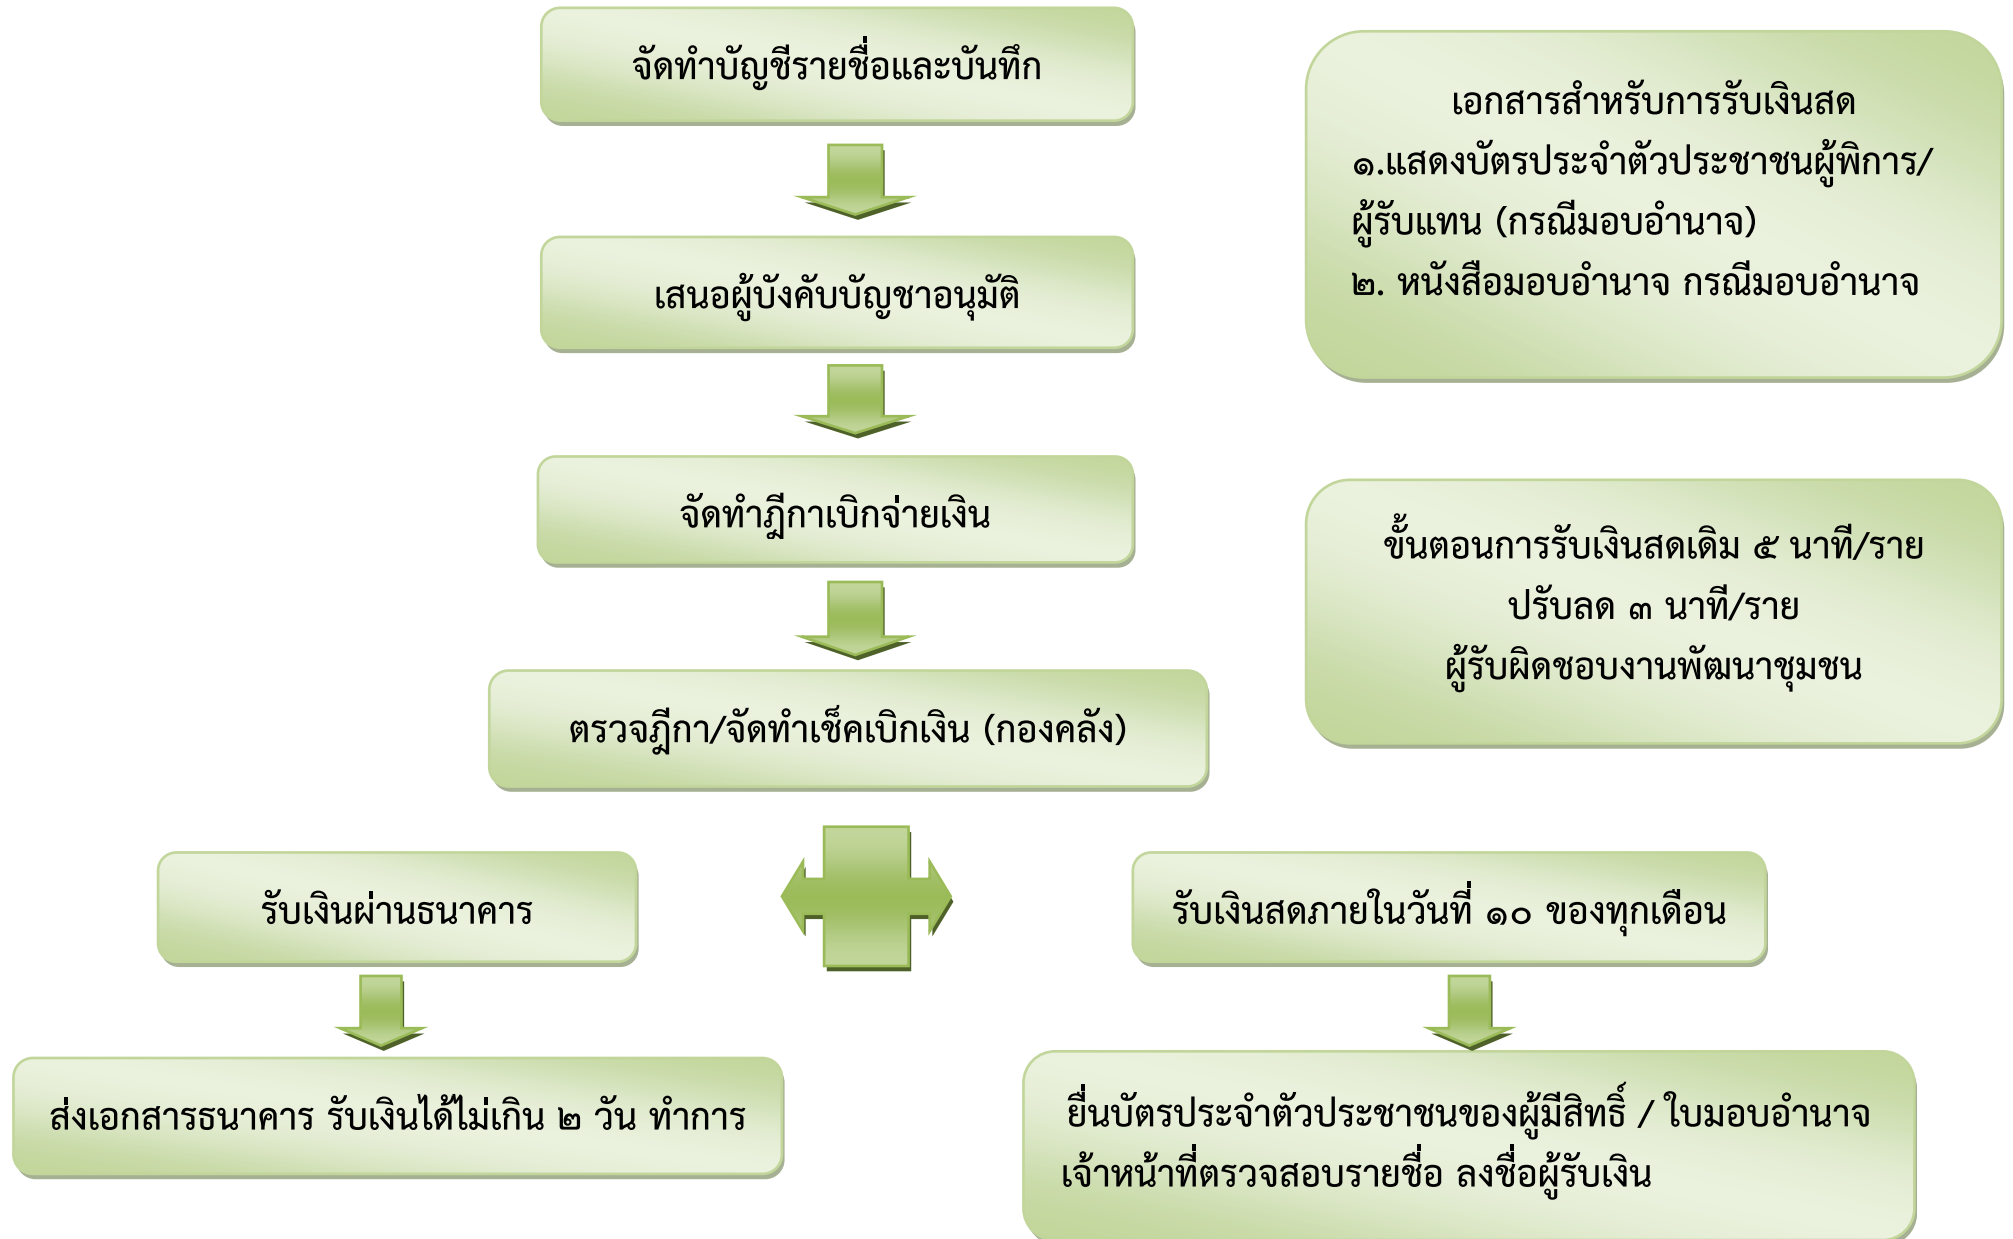 จัดทำบัญชีรายชื่อและบันทึก
เสนอผู้บังคับบัญชาอนุมัติ
จัดทำฎีกาเบิกจ่ายเงิน
ตรวจฎีกา/จัดทำเช็คเบิกเงิน (กองคลัง)
รับเงินผ่านธนาคาร
ส่งเอกสารธนาคาร รับเงินได้ไม่เกิน ๒ วัน ทำการ
รับเงินสดภายในวันที่ ๑๐ ของทุกเดือน
ยื่นบัตรประจำตัวประชาชนของผู้มีสิทธิ์ / ใบมอบอำนาจ
เจ้าหน้าที่ตรวจสอบรายชื่อ ลงชื่อผู้รับเงิน
เอกสารสำหรับการรับเงินสด
๑.แสดงบัตรประจำตัวประชาชนผู้พิการ/
ผู้รับแทน (กรณีมอบอำนาจ)
๒. หนังสือมอบอำนาจ กรณีมอบอำนาจ
ขั้นตอนการรับเงินสดเดิม ๕ นาที/ราย
ปรับลด ๓ นาที/ราย
ผู้รับผิดชอบงานพัฒนาชุมชน